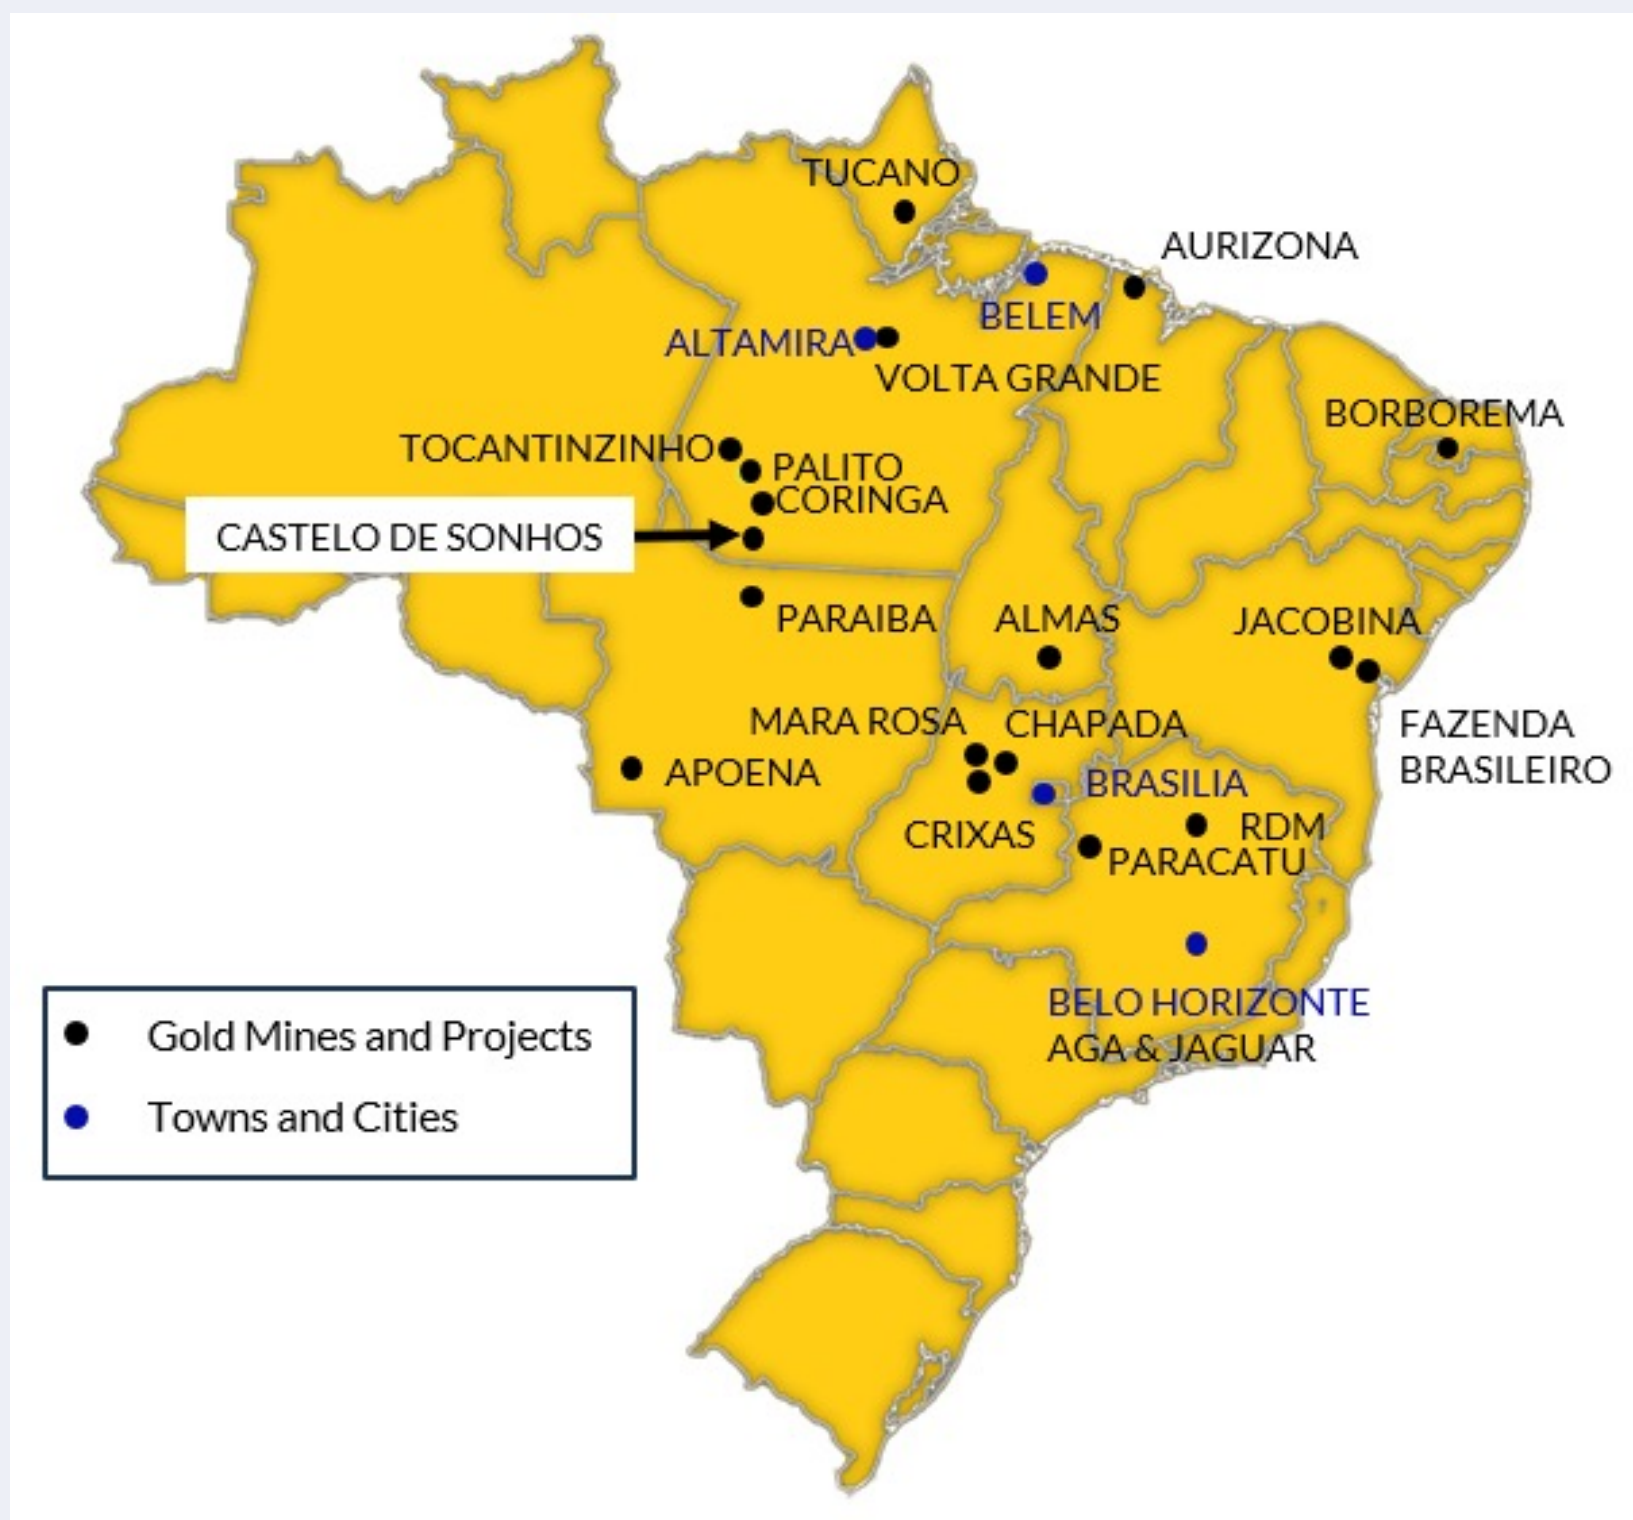 TUCANO
AURIZONA
BELEM
ALTAMIRA
VOLTA GRANDE
BORBOREMA
TOCANTINZINHO
PALITO
CORINGA
CASTELO DE SONHOS
PARAIBA
ALMAS
JACOBINA
MARA ROSA
CHAPADA
FAZENDA
BRASILEIRO
APOENA
BRASILIA
CRIXAS
RDM
PARACATU
BELO HORIZONTE
AGA & JAGUAR
Gold Mines and Projects
Towns and Cities